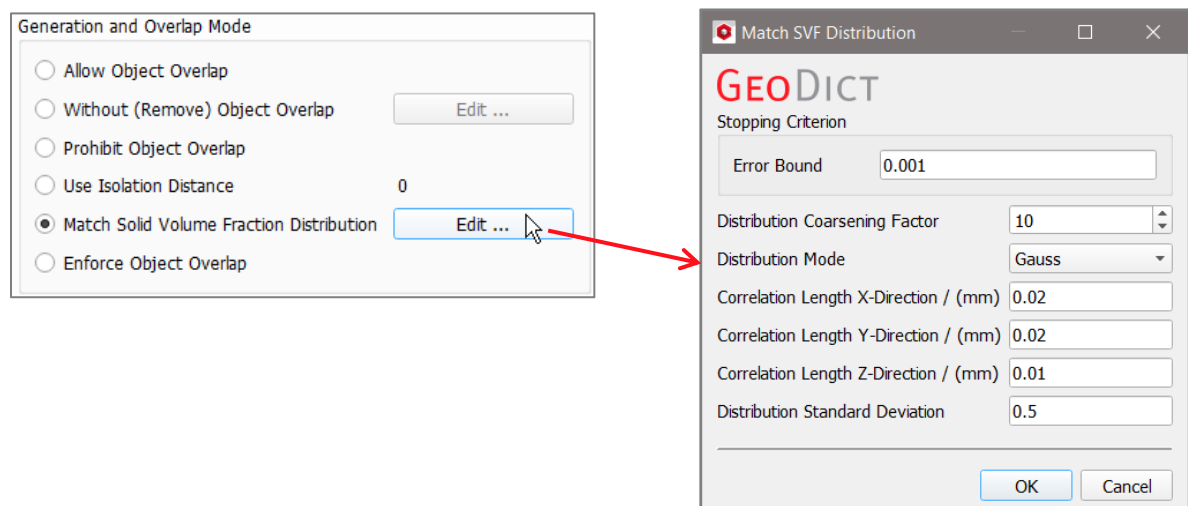 Generation and Overlap Mode
Allow Object Overlap
Without (Remove) Object Overlap Edit ...
Prohibit Object Overlap
Use Isolation Distance 0
Match Solid Volume Fraction Distribution Edit ...
Enforce Object Overlap
Match SVF Distribution
GEODICT
Stopping Criterion
Error Bound 0.001
Distribution Coarsening Factor 10
Distribution Mode Gauss
Correlation Length X-Direction / (mm) 0.02
Correlation Length Y-Direction / (mm) 0.02
Correlation Length Z-Direction / (mm) 0.01
Distribution Standard Deviation 0.5
OK Cancel